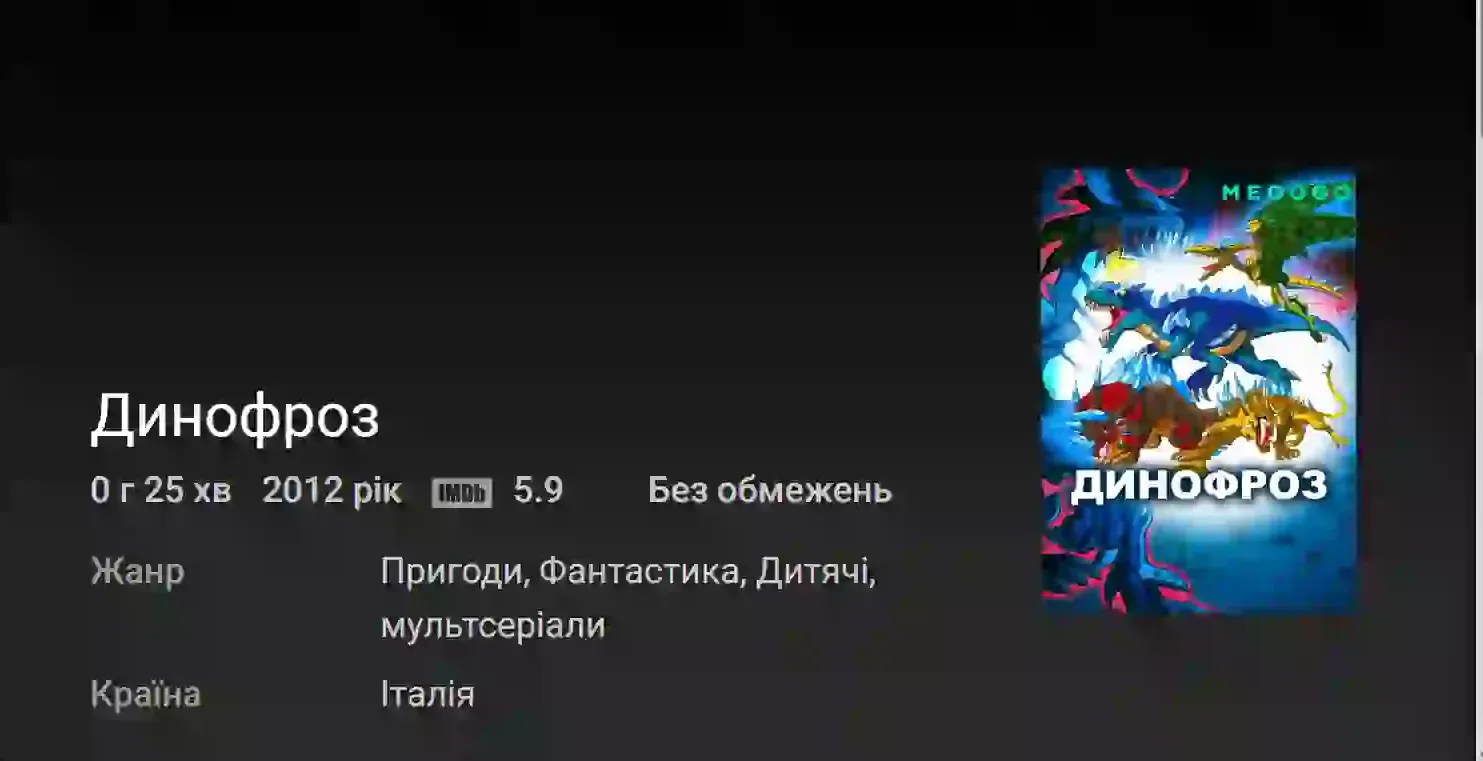 MEGOGO
Динофроз
0 г 25 хв 2012 рік IMDb 5.9 Без обмежень
ДИНОФРОЗ
Жанр Пригоди, Фантастика, Дитячі,
мультсеріали
Країна Італія